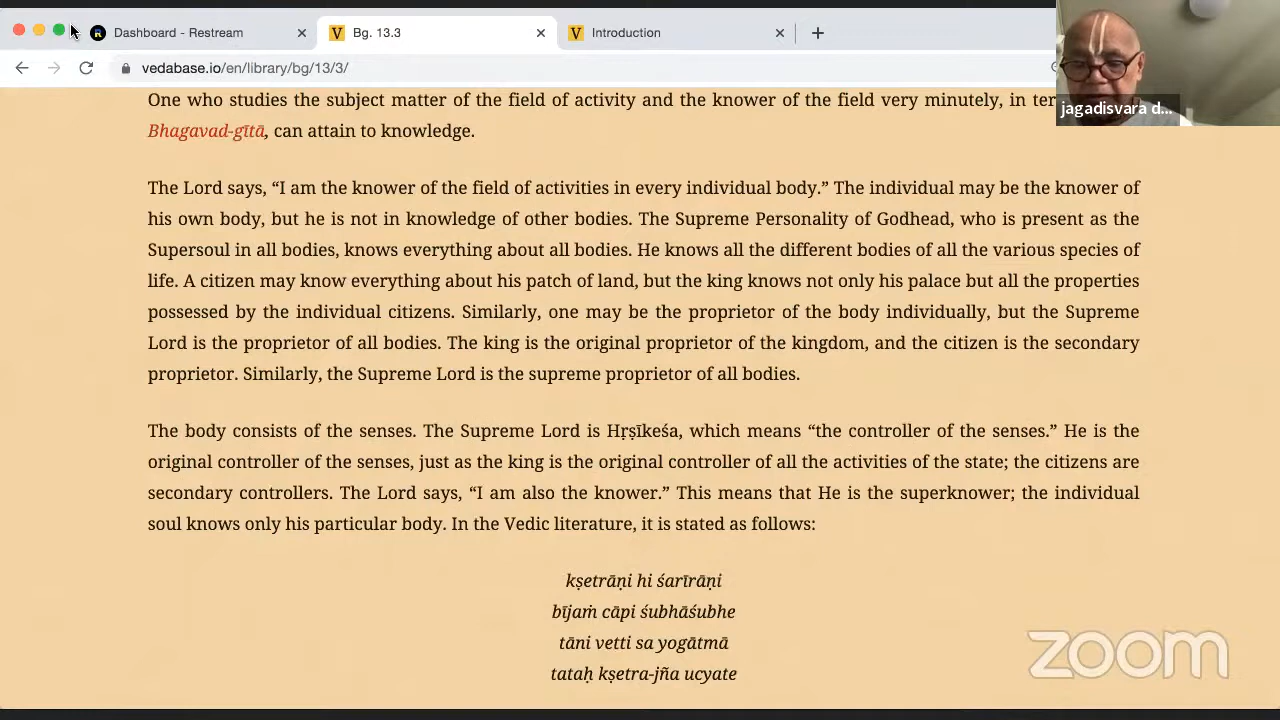 Dashboard - Restream
Bg. 13.3
Introduction
vedabase.io/en/library/bg/13/3/
jagadisvara d...
One who studies the subject matter of the field of activity and the knower of the field very minutely, in
Bhagavad-gītā, can attain to knowledge.
The Lord says, “I am the knower of the field of activities in every individual body.” The individual may be the knower of
his own body, but he is not in knowledge of other bodies. The Supreme Personality of Godhead, who is present as the
Supersoul in all bodies, knows everything about all bodies. He knows all the different bodies of all the various species of
life. A citizen may know everything about his patch of land, but the king knows not only his palace but all the properties
possessed by the individual citizens. Similarly, one may be the proprietor of the body individually, but the Supreme
Lord is the proprietor of all bodies. The king is the original proprietor of the kingdom, and the citizen is the secondary
proprietor. Similarly, the Supreme Lord is the supreme proprietor of all bodies.
The body consists of the senses. The Supreme Lord is Hṛṣīkeśa, which means “the controller of the senses.” He is the
original controller of the senses, just as the king is the original controller of all the activities of the state; the citizens are
secondary controllers. The Lord says, “I am also the knower.” This means that He is the superknower; the individual
soul knows only his particular body. In the Vedic literature, it is stated as follows:
kṣetrāṇi hi śarīrāṇi
bījaṁ cāpi śubhāśubhe
tāni vetti sa yogātmā
tataḥ kṣetra-jña ucyate
zoom